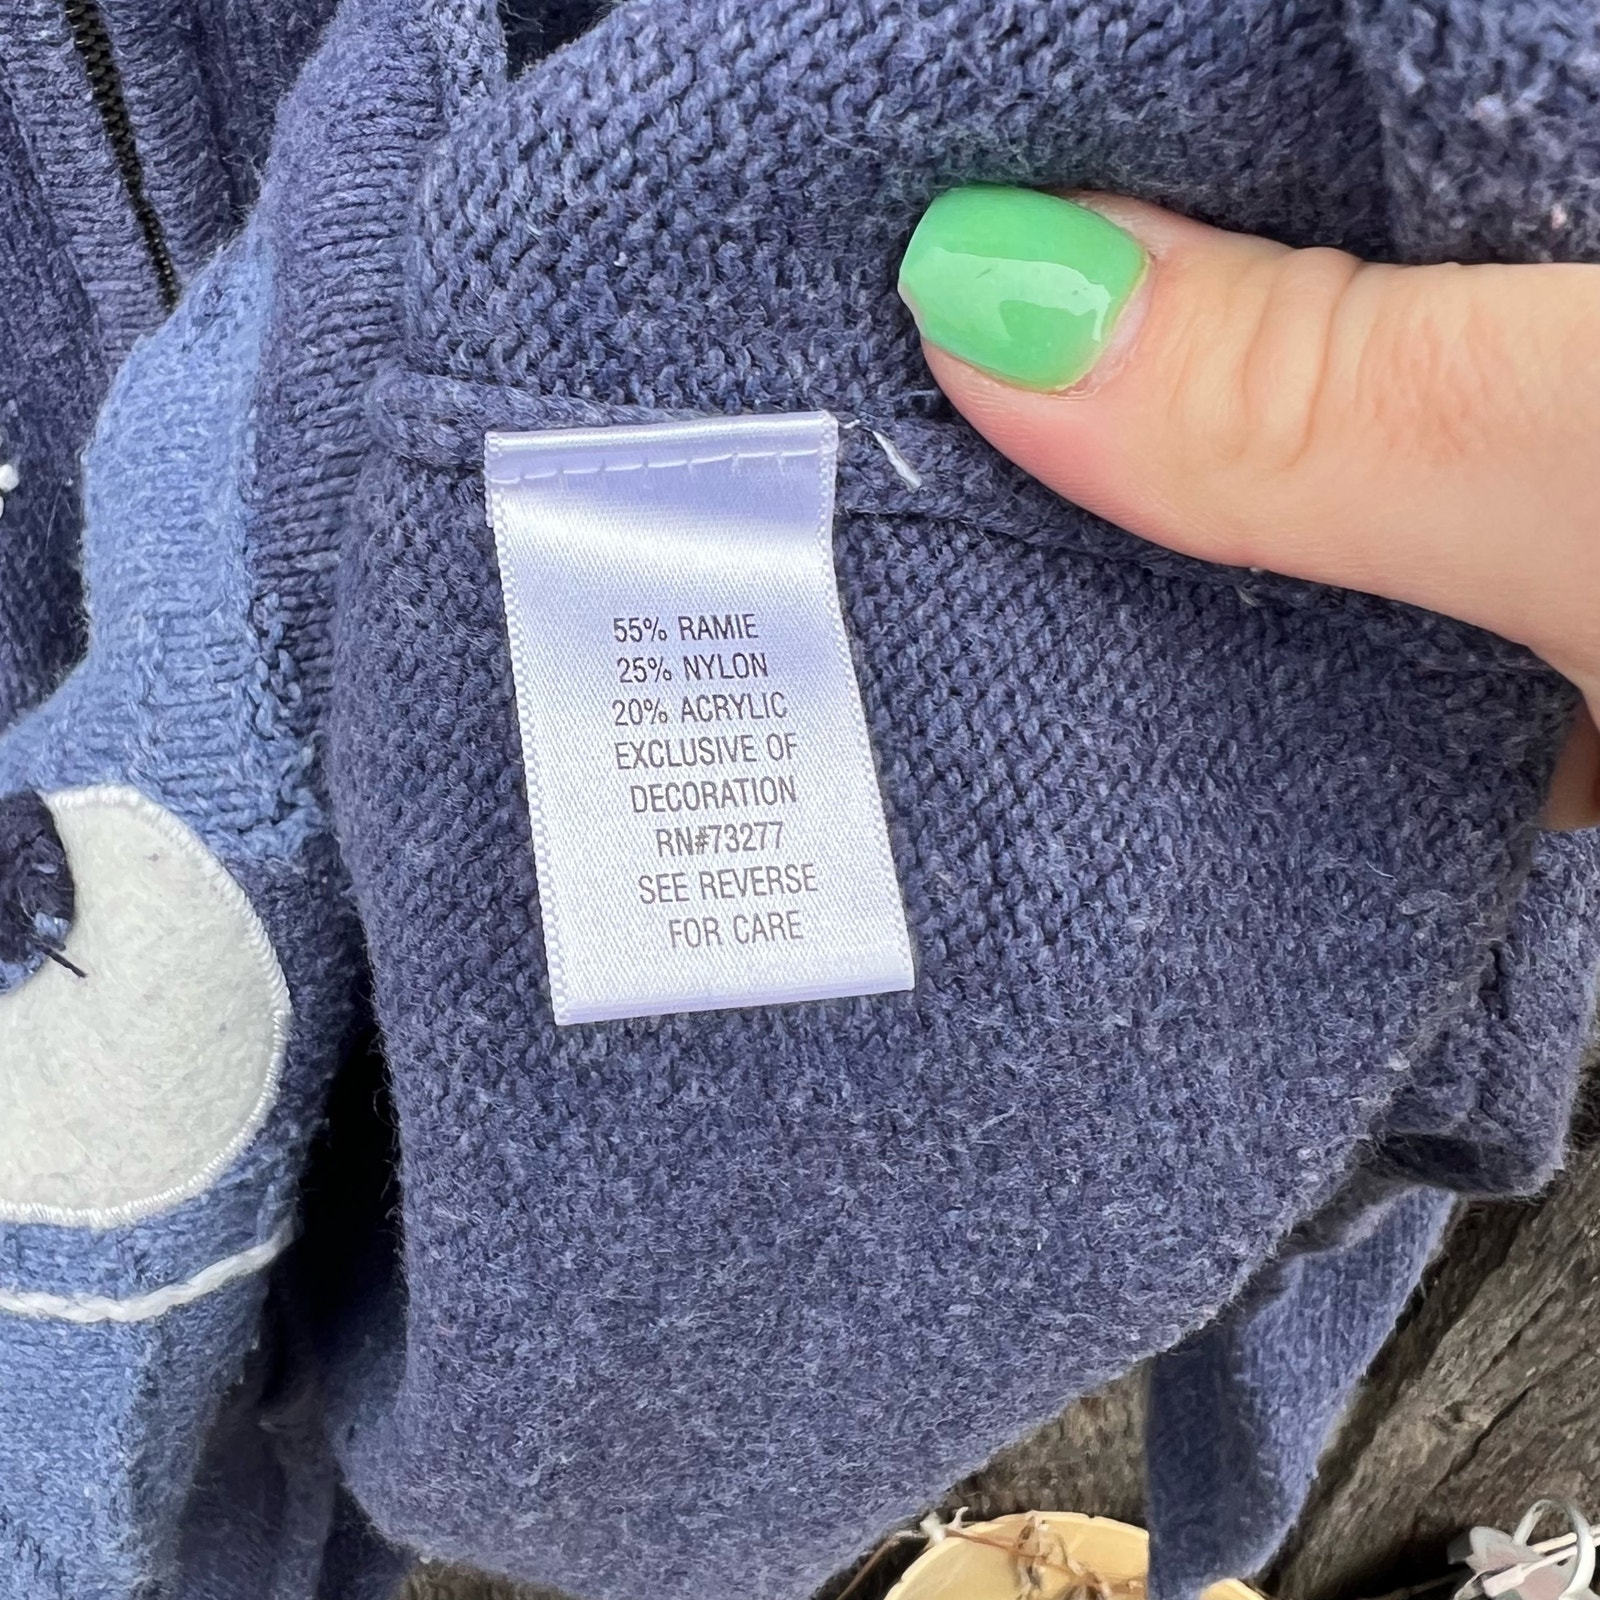 55% RAMIE
25% NYLON
20% ACRYLIC
EXCLUSIVE OF
DECORATION
RN#73277
SEE REVERSE
FOR CARE